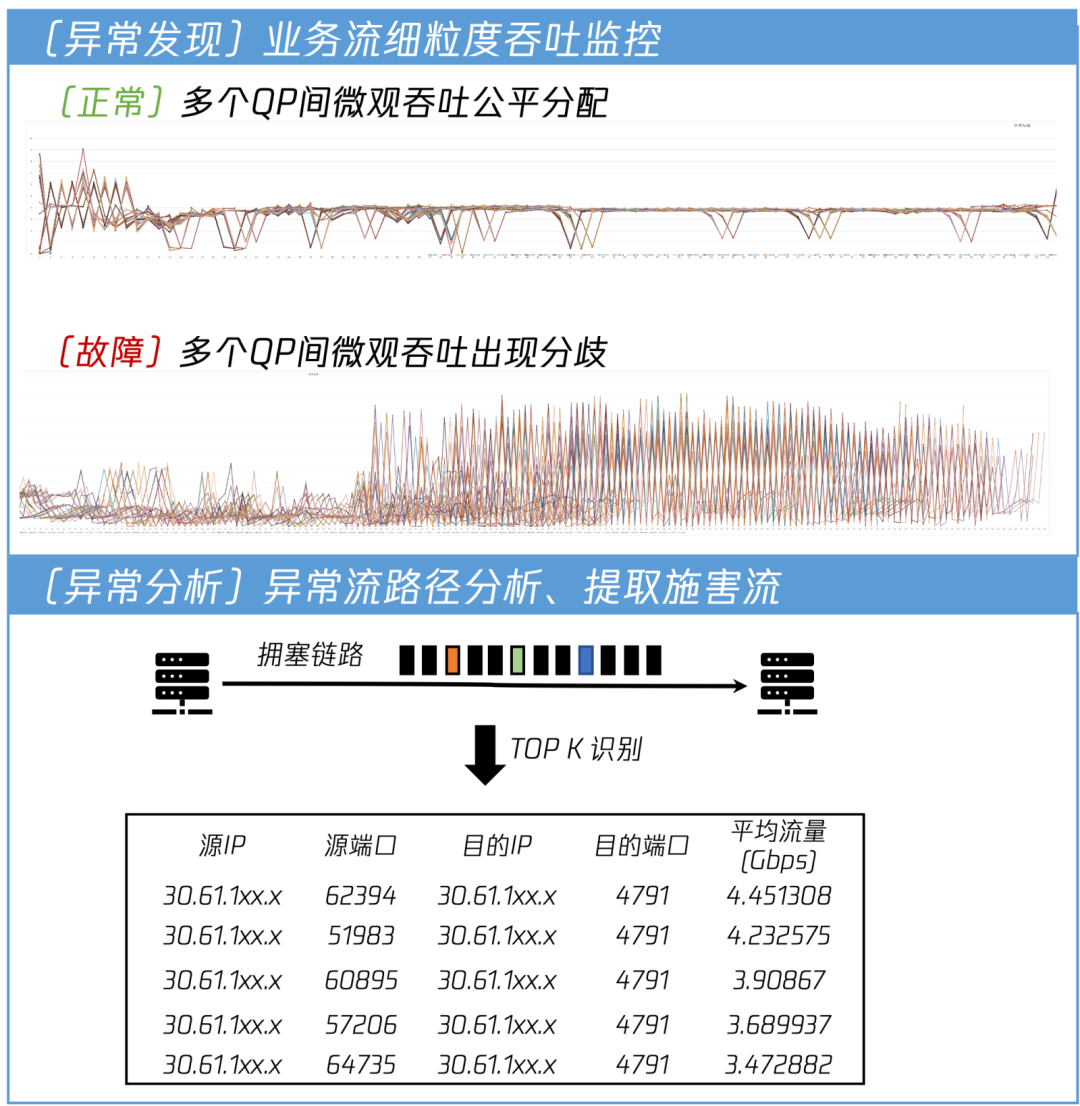 〔异常发现〕业务流细粒度吞吐监控
〔正常〕多个QP间微观吞吐公平分配
〔故障〕多个QP间微观吞吐出现分歧
〔异常分析〕异常流路径分析、提取施害流
拥塞链路
TOP K 识别
源IP 源端口 目的IP 目的端口 平均流量
(Gbps)
30.61.1xx.x 62394 30.61.1xx.x 4791 4.451308
30.61.1xx.x 51983 30.61.1xx.x 4791 4.232575
30.61.1xx.x 60895 30.61.1xx.x 4791 3.90867
30.61.1xx.x 57206 30.61.1xx.x 4791 3.689937
30.61.1xx.x 64735 30.61.1xx.x 4791 3.472882